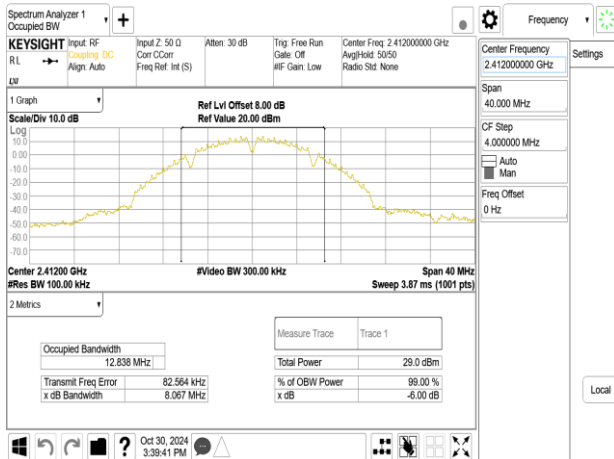 Spectrum Analyzer 1
Occupied BW
+
Frequency
KEYSIGHT
RL
LXI
Input: RF
Coupling: DC
Align: Auto
Input Z: 50 Ω
Corr CCorr
Freq Ref: Int (S)
Atten: 30 dB
Trig: Free Run
Gate: Off
#IF Gain: Low
Center Freq: 2.412000000 GHz
Avg|Hold: 50/50
Radio Std: None
Center Frequency
2.412000000 GHz
Settings
Span
40.000 MHz
CF Step
4.000000 MHz
Auto
Man
Freq Offset
0 Hz
Local
1 Graph
Scale/Div 10.0 dB
Ref Lvl Offset 8.00 dB
Ref Value 20.00 dBm
Log
10.0
0.00
-10.0
-20.0
-30.0
-40.0
-50.0
-60.0
-70.0
Center 2.41200 GHz
#Video BW 300.00 kHz
Span 40 MHz
#Res BW 100.00 kHz
Sweep 3.87 ms (1001 pts)
2 Metrics
Measure Trace
Trace 1
Occupied Bandwidth
12.838 MHz
Total Power
29.0 dBm
Transmit Freq Error
82.564 kHz
% of OBW Power
99.00 %
x dB Bandwidth
8.067 MHz
x dB
-6.00 dB
?
Oct 30, 2024
3:39:41 PM